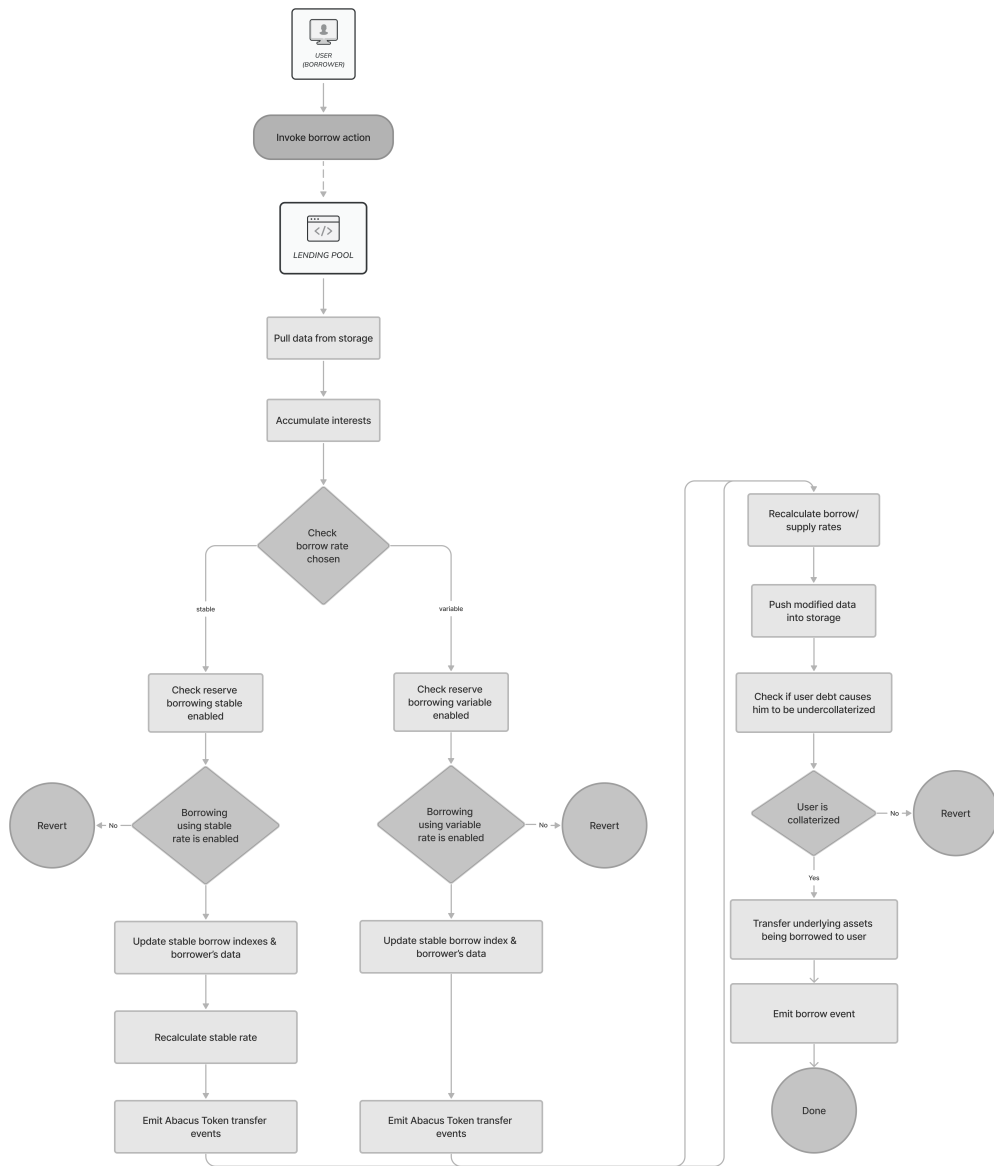 USER
(BORROWER)
Invoke borrow action
</>
LENDING POOL
Pull data from storage
Accumulate interests
Check
borrow rate
chosen
stable
variable
Check reserve
borrowing stable
enabled
Check reserve
borrowing variable
enabled
Revert
No
Borrowing
using stable
rate is enabled
Borrowing
using variable
rate is enabled
No
Revert
Update stable borrow indexes &
borrower's data
Update stable borrow index &
borrower's data
Recalculate stable rate
Emit Abacus Token transfer
events
Emit Abacus Token transfer
events
Recalculate borrow/
supply rates
Push modified data
into storage
Check if user debt causes
him to be undercollaterized
User is
collaterized
No
Revert
Yes
Transfer underlying assets
being borrowed to user
Emit borrow event
Done